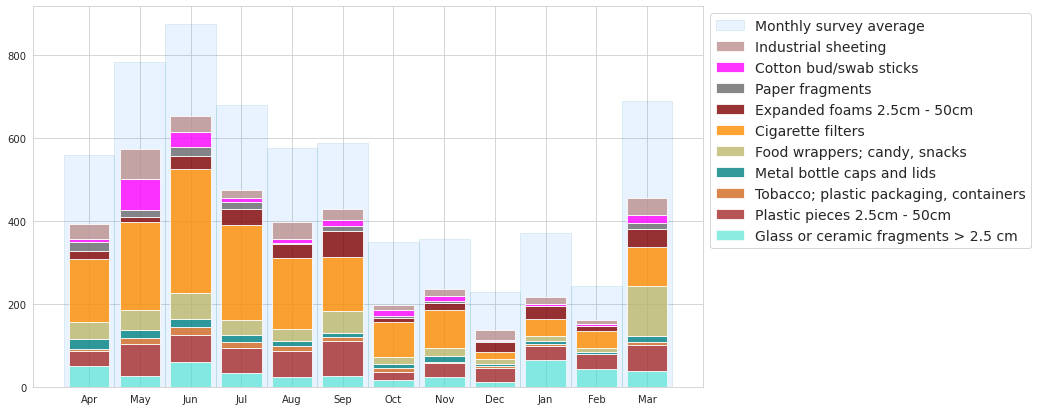 800
600
400
200
0
Apr May Jun Jul Aug Sep Oct Nov Dec Jan Feb Mar
Monthly survey average
Industrial sheeting
Cotton bud/swab sticks
Paper fragments
Expanded foams 2.5cm - 50cm
Cigarette filters
Food wrappers; candy, snacks
Metal bottle caps and lids
Tobacco; plastic packaging, containers
Plastic pieces 2.5cm - 50cm
Glass or ceramic fragments > 2.5 cm